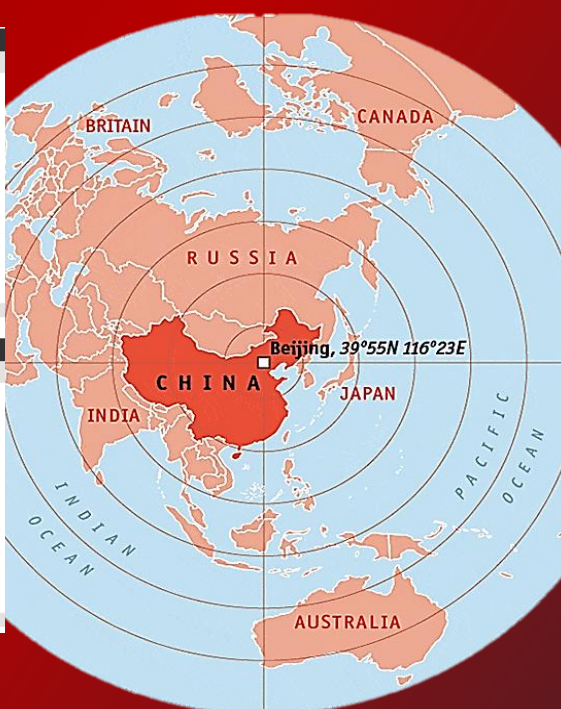 CANADA
BRITAIN
RUSSIA
Beijing, 39°55N 116°23E
CHINA
JAPAN
INDIA
PACIFIC
OCEAN
INDIAN
OCEAN
AUSTRALIA